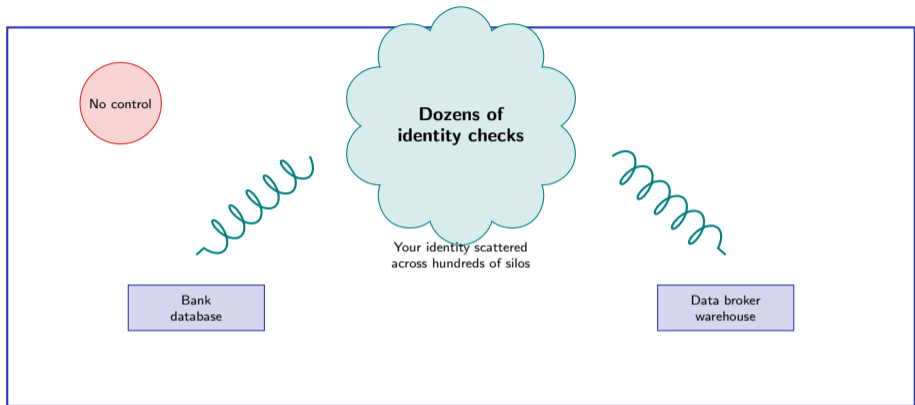 No control
Dozens of
identity checks
Your identity scattered
across hundreds of silos
Bank
database
Data broker
warehouse